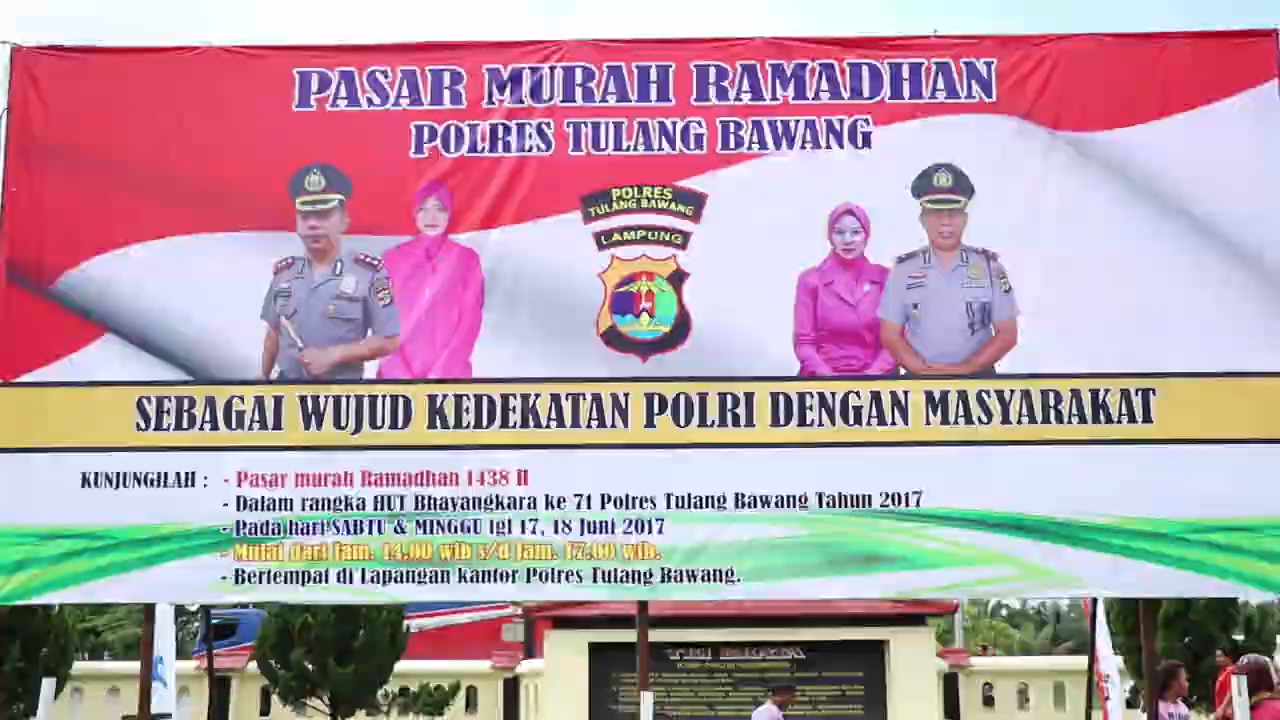 PASAR MURAH RAMADHAN
POLRES TULANG BAWANG
POLRES
TULANG BAWANG
LAMPUNG
SEBAGAI WUJUD KEDEKATAN POLRI DENGAN MASYARAKAT
KUNJUNGILAH : - Pasar murah Ramadhan 1438 H
- Dalam rangka HUT Bhayangkara ke 71 Polres Tulang Bawang Tahun 2017
- Pada hari SABTU & MINGGU tgl 17, 18 Juni 2017
- Mulai dari Jam. 14.00 wib s/d Jam. 17.00 wib.
- Bertempat di Lapangan kantor Polres Tulang Bawang.